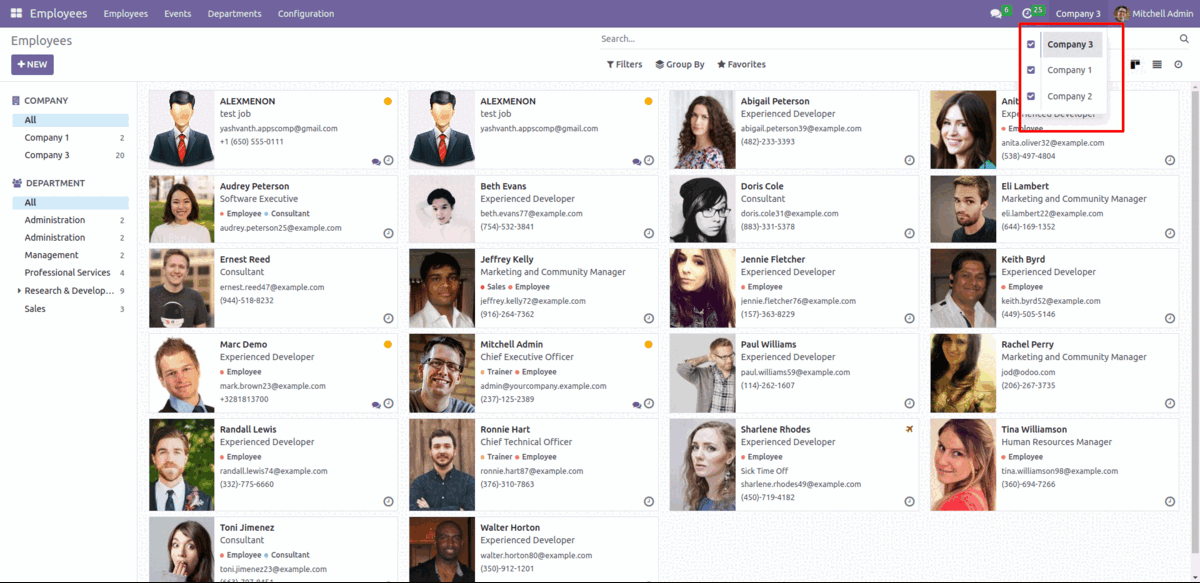 Employees Employees Events Departments Configuration 6 25 Company 3 Mitchell Admin
Employees
Search...
+ NEW
Filters Group By Favorites
Company 3
Company 1
Company 2
COMPANY
All
Company 1 2
Company 3 20
DEPARTMENT
All
Administration 2
Administration 2
Management 2
Professional Services 4
Research & Develop... 9
Sales 3
ALEXMENON
test job
yashvanth.appscomp@gmail.com
+1 (650) 555-0111
ALEXMENON
test job
yashvanth.appscomp@gmail.com
Abigail Peterson
Experienced Developer
abigail.peterson39@example.com
(482)-233-3393
Anit
Experienced Developer
Employee
anita.oliver32@example.com
(538)-497-4804
Audrey Peterson
Software Executive
Employee Consultant
audrey.peterson25@example.com
Beth Evans
Experienced Developer
beth.evans77@example.com
(754)-532-3841
Doris Cole
Consultant
doris.cole31@example.com
(883)-331-5378
Eli Lambert
Marketing and Community Manager
eli.lambert22@example.com
(644)-169-1352
Ernest Reed
Consultant
ernest.reed47@example.com
(944)-518-8232
Jeffrey Kelly
Marketing and Community Manager
Sales Employee
jeffrey.kelly72@example.com
(916)-264-7362
Jennie Fletcher
Experienced Developer
Employee
jennie.fletcher76@example.com
(157)-363-8229
Keith Byrd
Experienced Developer
Employee
keith.byrd52@example.com
(449)-505-5146
Marc Demo
Experienced Developer
Employee
mark.brown23@example.com
+3281813700
Mitchell Admin
Chief Executive Officer
Trainer Employee
admin@yourcompany.example.com
(237)-125-2389
Paul Williams
Experienced Developer
paul.williams59@example.com
(114)-262-1607
Rachel Perry
Marketing and Community Manager
jod@odoo.com
(206)-267-3735
Randall Lewis
Experienced Developer
Employee
randall.lewis74@example.com
(332)-775-6660
Ronnie Hart
Chief Technical Officer
Trainer Employee
ronnie.hart87@example.com
(376)-310-7863
Sharlene Rhodes
Experienced Developer
Employee
Sick Time Off
sharlene.rhodes49@example.com
(450)-719-4182
Tina Williamson
Human Resources Manager
Employee
tina.williamson98@example.com
(360)-694-7266
Toni Jimenez
Consultant
Employee Consultant
toni.jimenez23@example.com
(663)-707-8451
Walter Horton
Experienced Developer
walter.horton80@example.com
(350)-912-1201